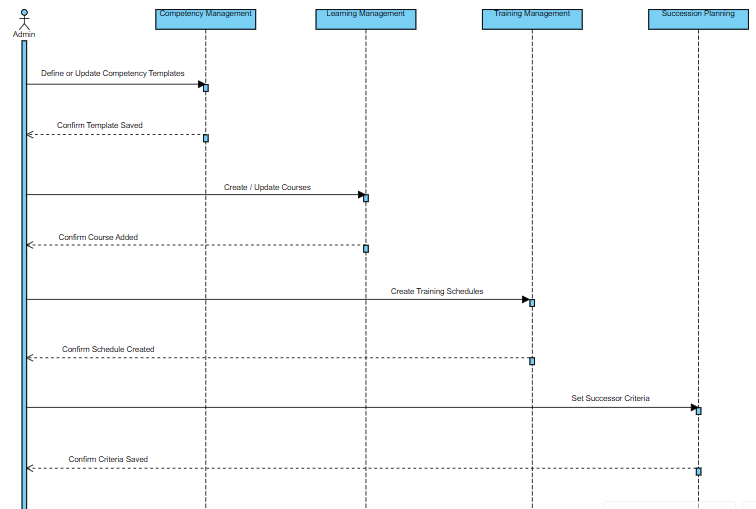 Competency Management
Learning Management
Training Management
Succession Planning
Admin
Define or Update Competency Templates
Confirm Template Saved
Create / Update Courses
Confirm Course Added
Create Training Schedules
Confirm Schedule Created
Set Successor Criteria
Confirm Criteria Saved